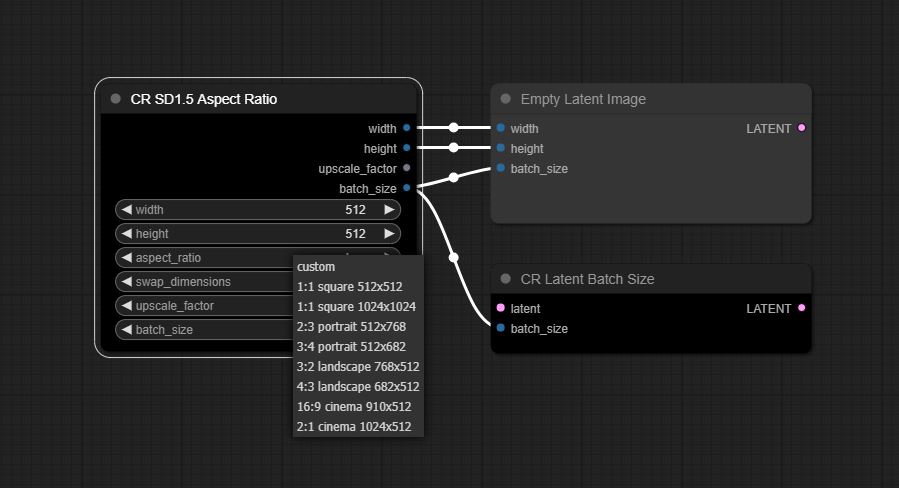 CR SD1.5 Aspect Ratio
width
height
upscale_factor
batch_size
width 512
height 512
aspect_ratio
swap_dimensions
upscale_factor
batch_size
custom
1:1 square 512x512
1:1 square 1024x1024
2:3 portrait 512x768
3:4 portrait 512x682
3:2 landscape 768x512
4:3 landscape 682x512
16:9 cinema 910x512
2:1 cinema 1024x512
Empty Latent Image
width LATENT
height
batch_size
CR Latent Batch Size
latent LATENT
batch_size